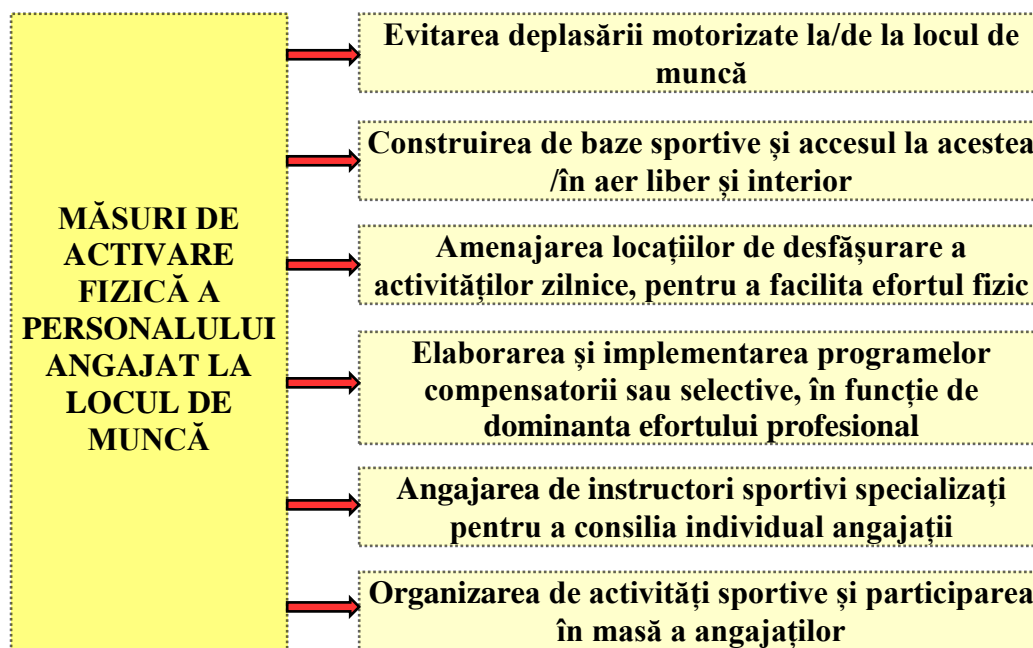 MĂSURI DE
ACTIVARE
FIZICĂ A
PERSONALULUI
ANGAJAT LA
LOCUL DE
MUNCĂ
Evitarea deplasării motorizate la/de la locul de
muncă
Construirea de baze sportive și accesul la acestea
/în aer liber și interior
Amenajarea locațiilor de desfășurare a
activităților zilnice, pentru a facilita efortul fizic
Elaborarea și implementarea programelor
compensatorii sau selective, în funcție de
dominanta efortului profesional
Angajarea de instructori sportivi specializați
pentru a consilia individual angajații
Organizarea de activități sportive și participarea
în masă a angajaților